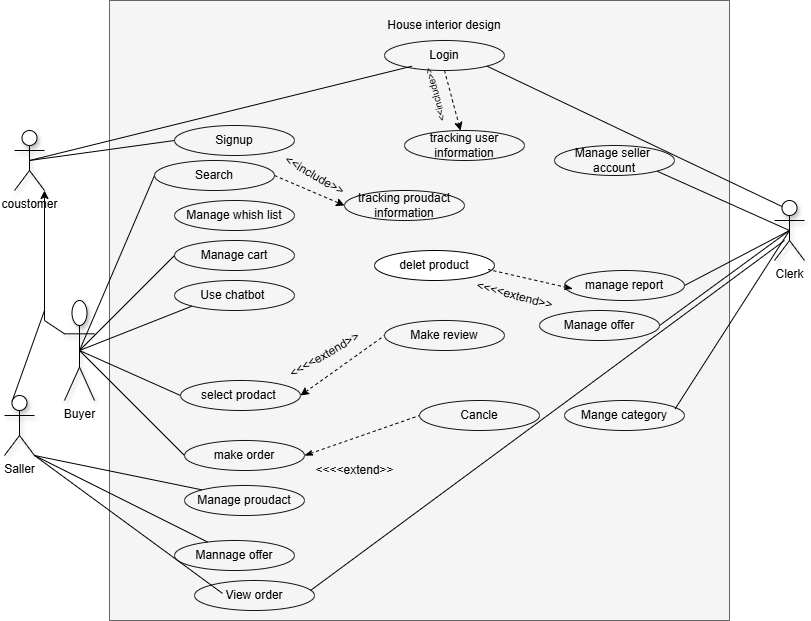 House interior design
Login
<<include>>
Signup
tracking user
information
Manage seller
account
<<include>>
Search
coustomer
tracking proudact
information
Manage whish list
Manage cart
delet product
Clerk
Use chatbot
manage report
<<<<extend>>
Manage offer
Make review
<<<<extend>>
select prodact
Buyer
Cancle
Mange category
make order
Saller
<<<<extend>>
Manage proudact
Mannage offer
View order